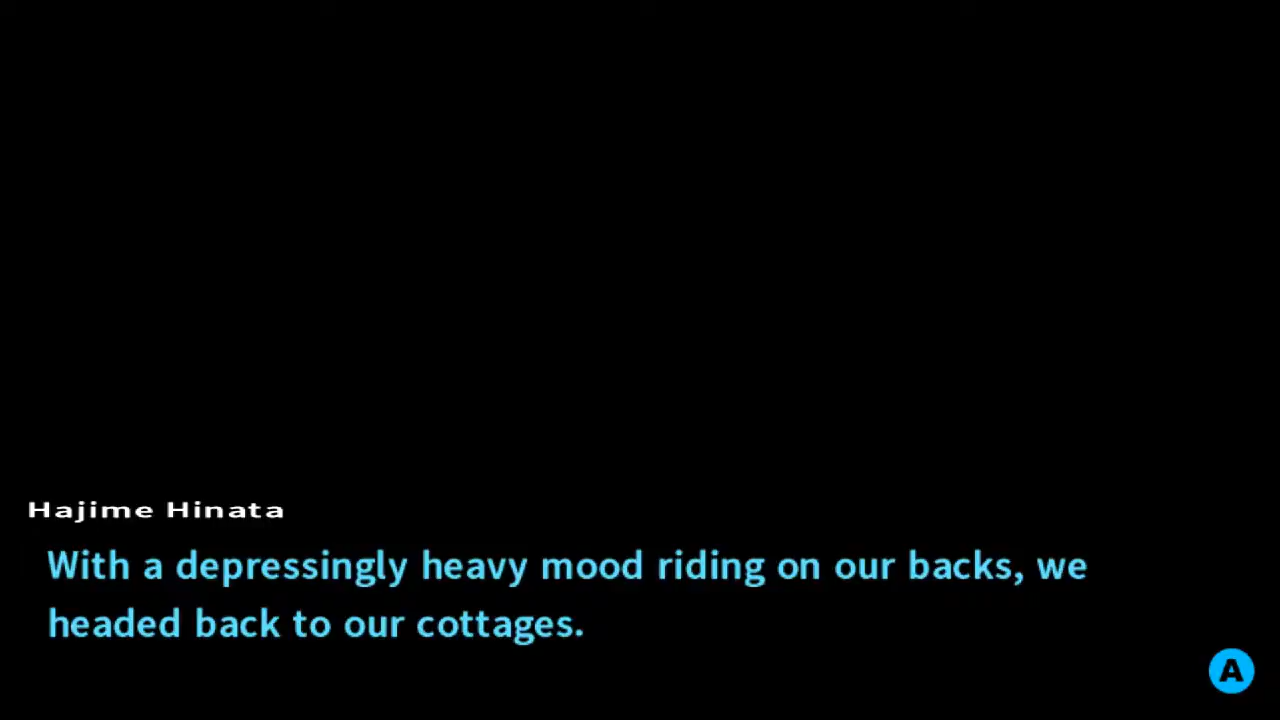 Hajime Hinata
With a depressingly heavy mood riding on our backs, we
headed back to our cottages.
A